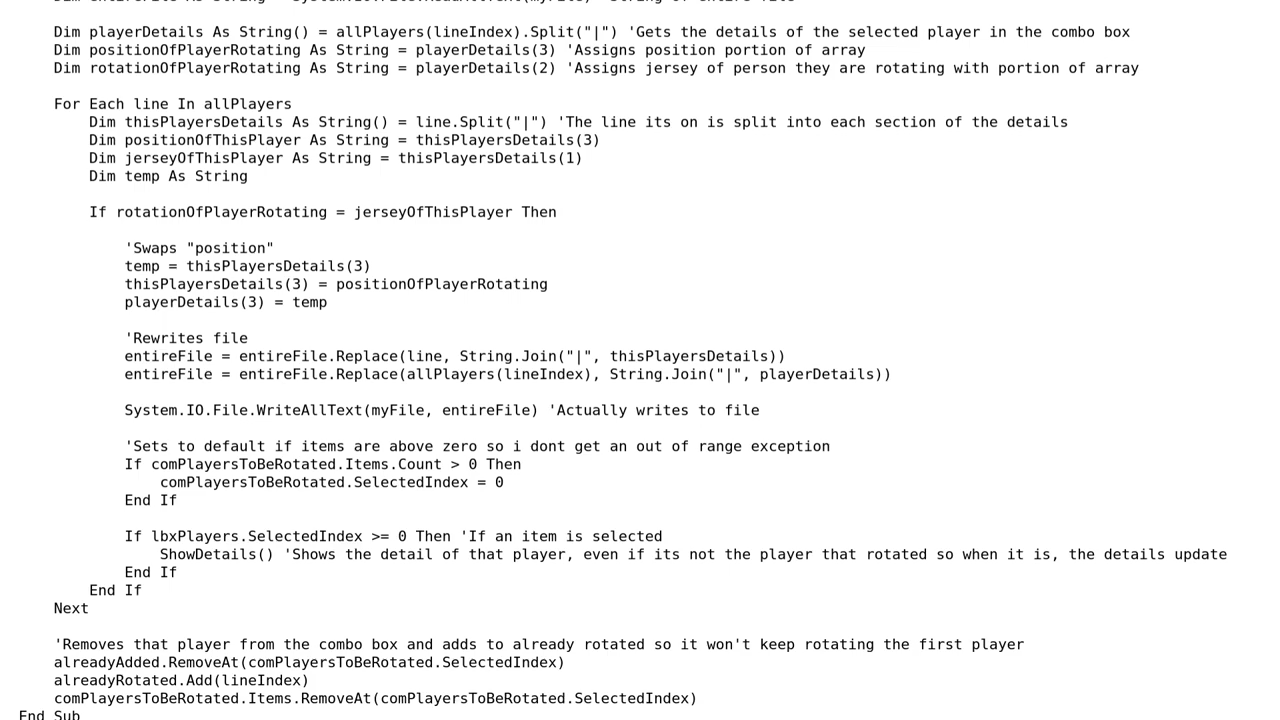 Dim playerDetails As String() = allPlayers(lineIndex).Split("|") 'Gets the details of the selected player in the combo box
Dim positionOfPlayerRotating As String = playerDetails(3) 'Assigns position portion of array
Dim rotationOfPlayerRotating As String = playerDetails(2) 'Assigns jersey of person they are rotating with portion of array
For Each line In allPlayers
Dim thisPlayersDetails As String() = line.Split("|") 'The line its on is split into each section of the details
Dim positionOfThisPlayer As String = thisPlayersDetails(3)
Dim jerseyOfThisPlayer As String = thisPlayersDetails(1)
Dim temp As String
If rotationOfPlayerRotating = jerseyOfThisPlayer Then
'Swaps "position"
temp = thisPlayersDetails(3)
thisPlayersDetails(3) = positionOfPlayerRotating
playerDetails(3) = temp
'Rewrites file
entireFile = entireFile.Replace(line, String.Join("|", thisPlayersDetails))
entireFile = entireFile.Replace(allPlayers(lineIndex), String.Join("|", playerDetails))
System.IO.File.WriteAllText(myFile, entireFile) 'Actually writes to file
'Sets to default if items are above zero so i dont get an out of range exception
If comPlayersToBeRotated.Items.Count > 0 Then
comPlayersToBeRotated.SelectedIndex = 0
End If
If lbxPlayers.SelectedIndex >= 0 Then 'If an item is selected
ShowDetails() 'Shows the detail of that player, even if its not the player that rotated so when it is, the details update
End If
End If
Next
'Removes that player from the combo box and adds to already rotated so it won't keep rotating the first player
alreadyAdded.RemoveAt(comPlayersToBeRotated.SelectedIndex)
alreadyRotated.Add(lineIndex)
comPlayersToBeRotated.Items.RemoveAt(comPlayersToBeRotated.SelectedIndex)
End Sub